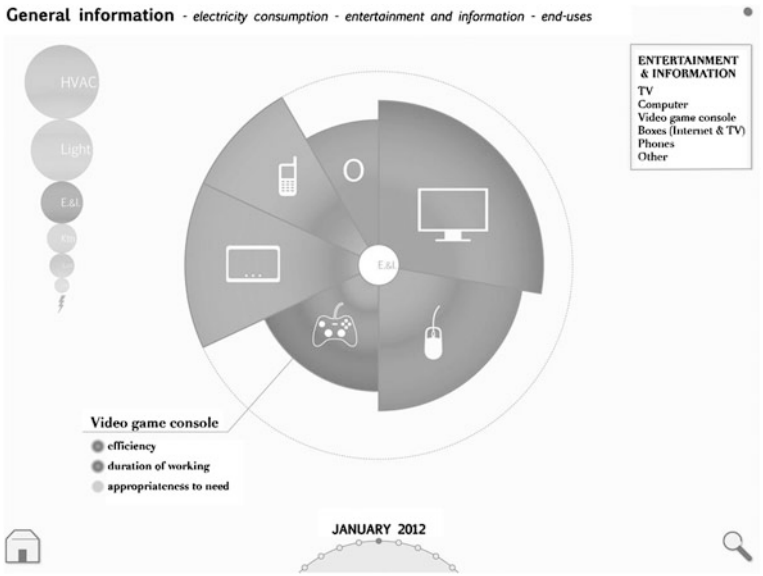 General information - electricity consumption - entertainment and information - end-uses
HVAC
Light
E.&I.
ENTERTAINMENT
& INFORMATION
TV
Computer
Video game console
Boxes (Internet & TV)
Phones
Other
O
E.&I.
Video game console
efficiency
duration of working
appropriateness to need
JANUARY 2012